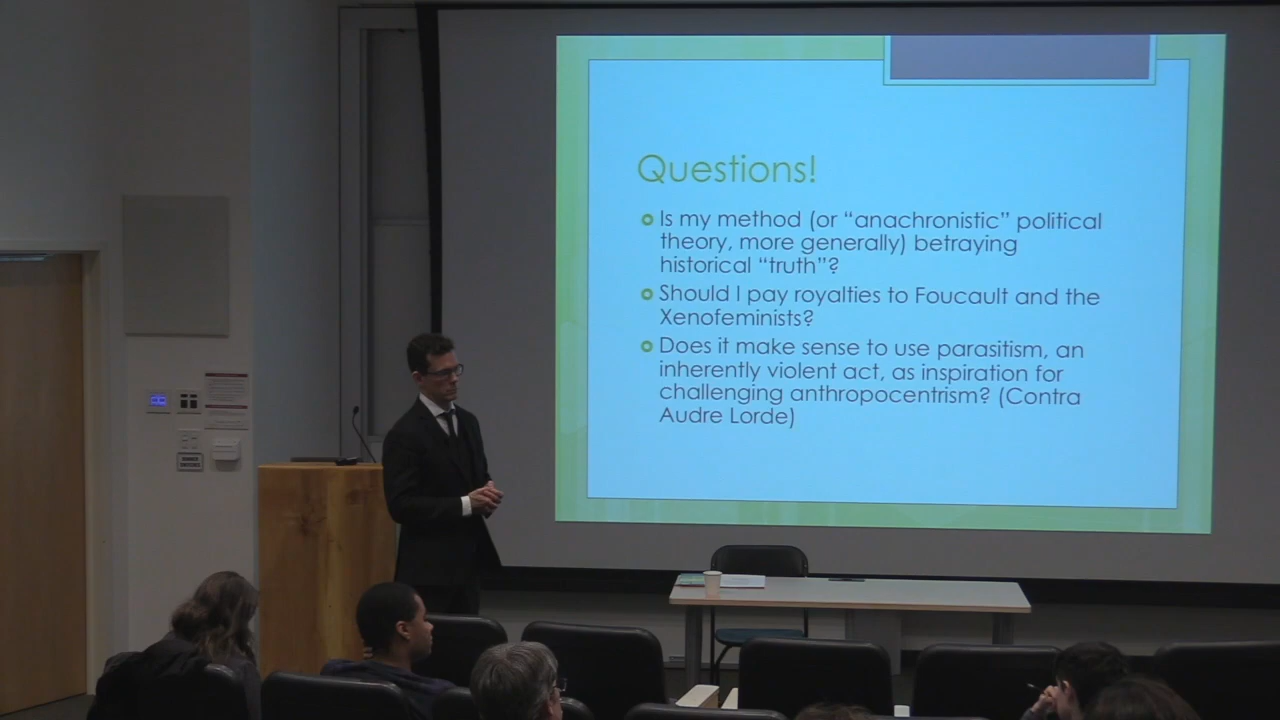 Questions!
Is my method (or “anachronistic” political
theory, more generally) betraying
historical “truth”?
Should I pay royalties to Foucault and the
Xenofeminists?
Does it make sense to use parasitism, an
inherently violent act, as inspiration for
challenging anthropocentrism? (Contra
Audre Lorde)